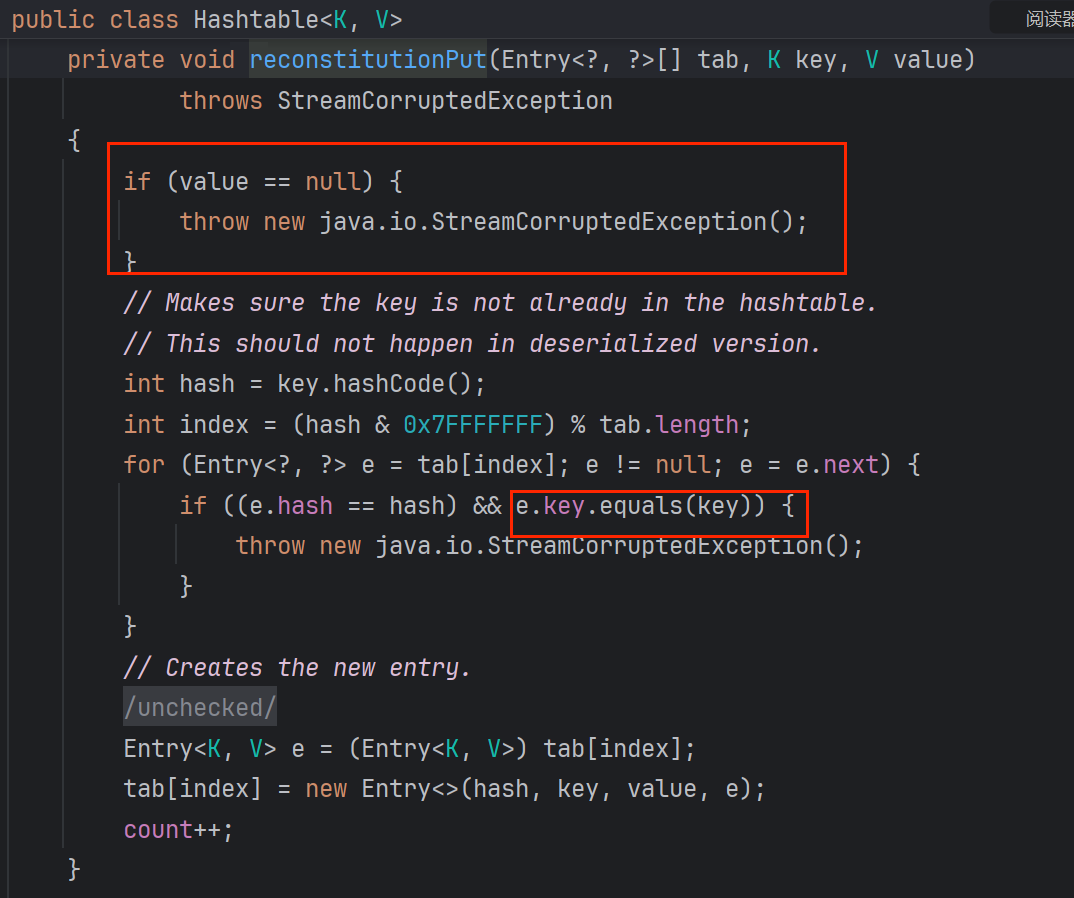 public class Hashtable<K, V>
阅读器
private void reconstitutionPut(Entry<?, ?>[] tab, K key, V value)
throws StreamCorruptedException
{
if (value == null) {
throw new java.io.StreamCorruptedException();
}
// Makes sure the key is not already in the hashtable.
// This should not happen in deserialized version.
int hash = key.hashCode();
int index = (hash & 0x7FFFFFFF) % tab.length;
for (Entry<?, ?> e = tab[index]; e != null; e = e.next) {
if ((e.hash == hash) && e.key.equals(key)) {
throw new java.io.StreamCorruptedException();
}
}
// Creates the new entry.
/unchecked/
Entry<K, V> e = (Entry<K, V>) tab[index];
tab[index] = new Entry<>(hash, key, value, e);
count++;
}